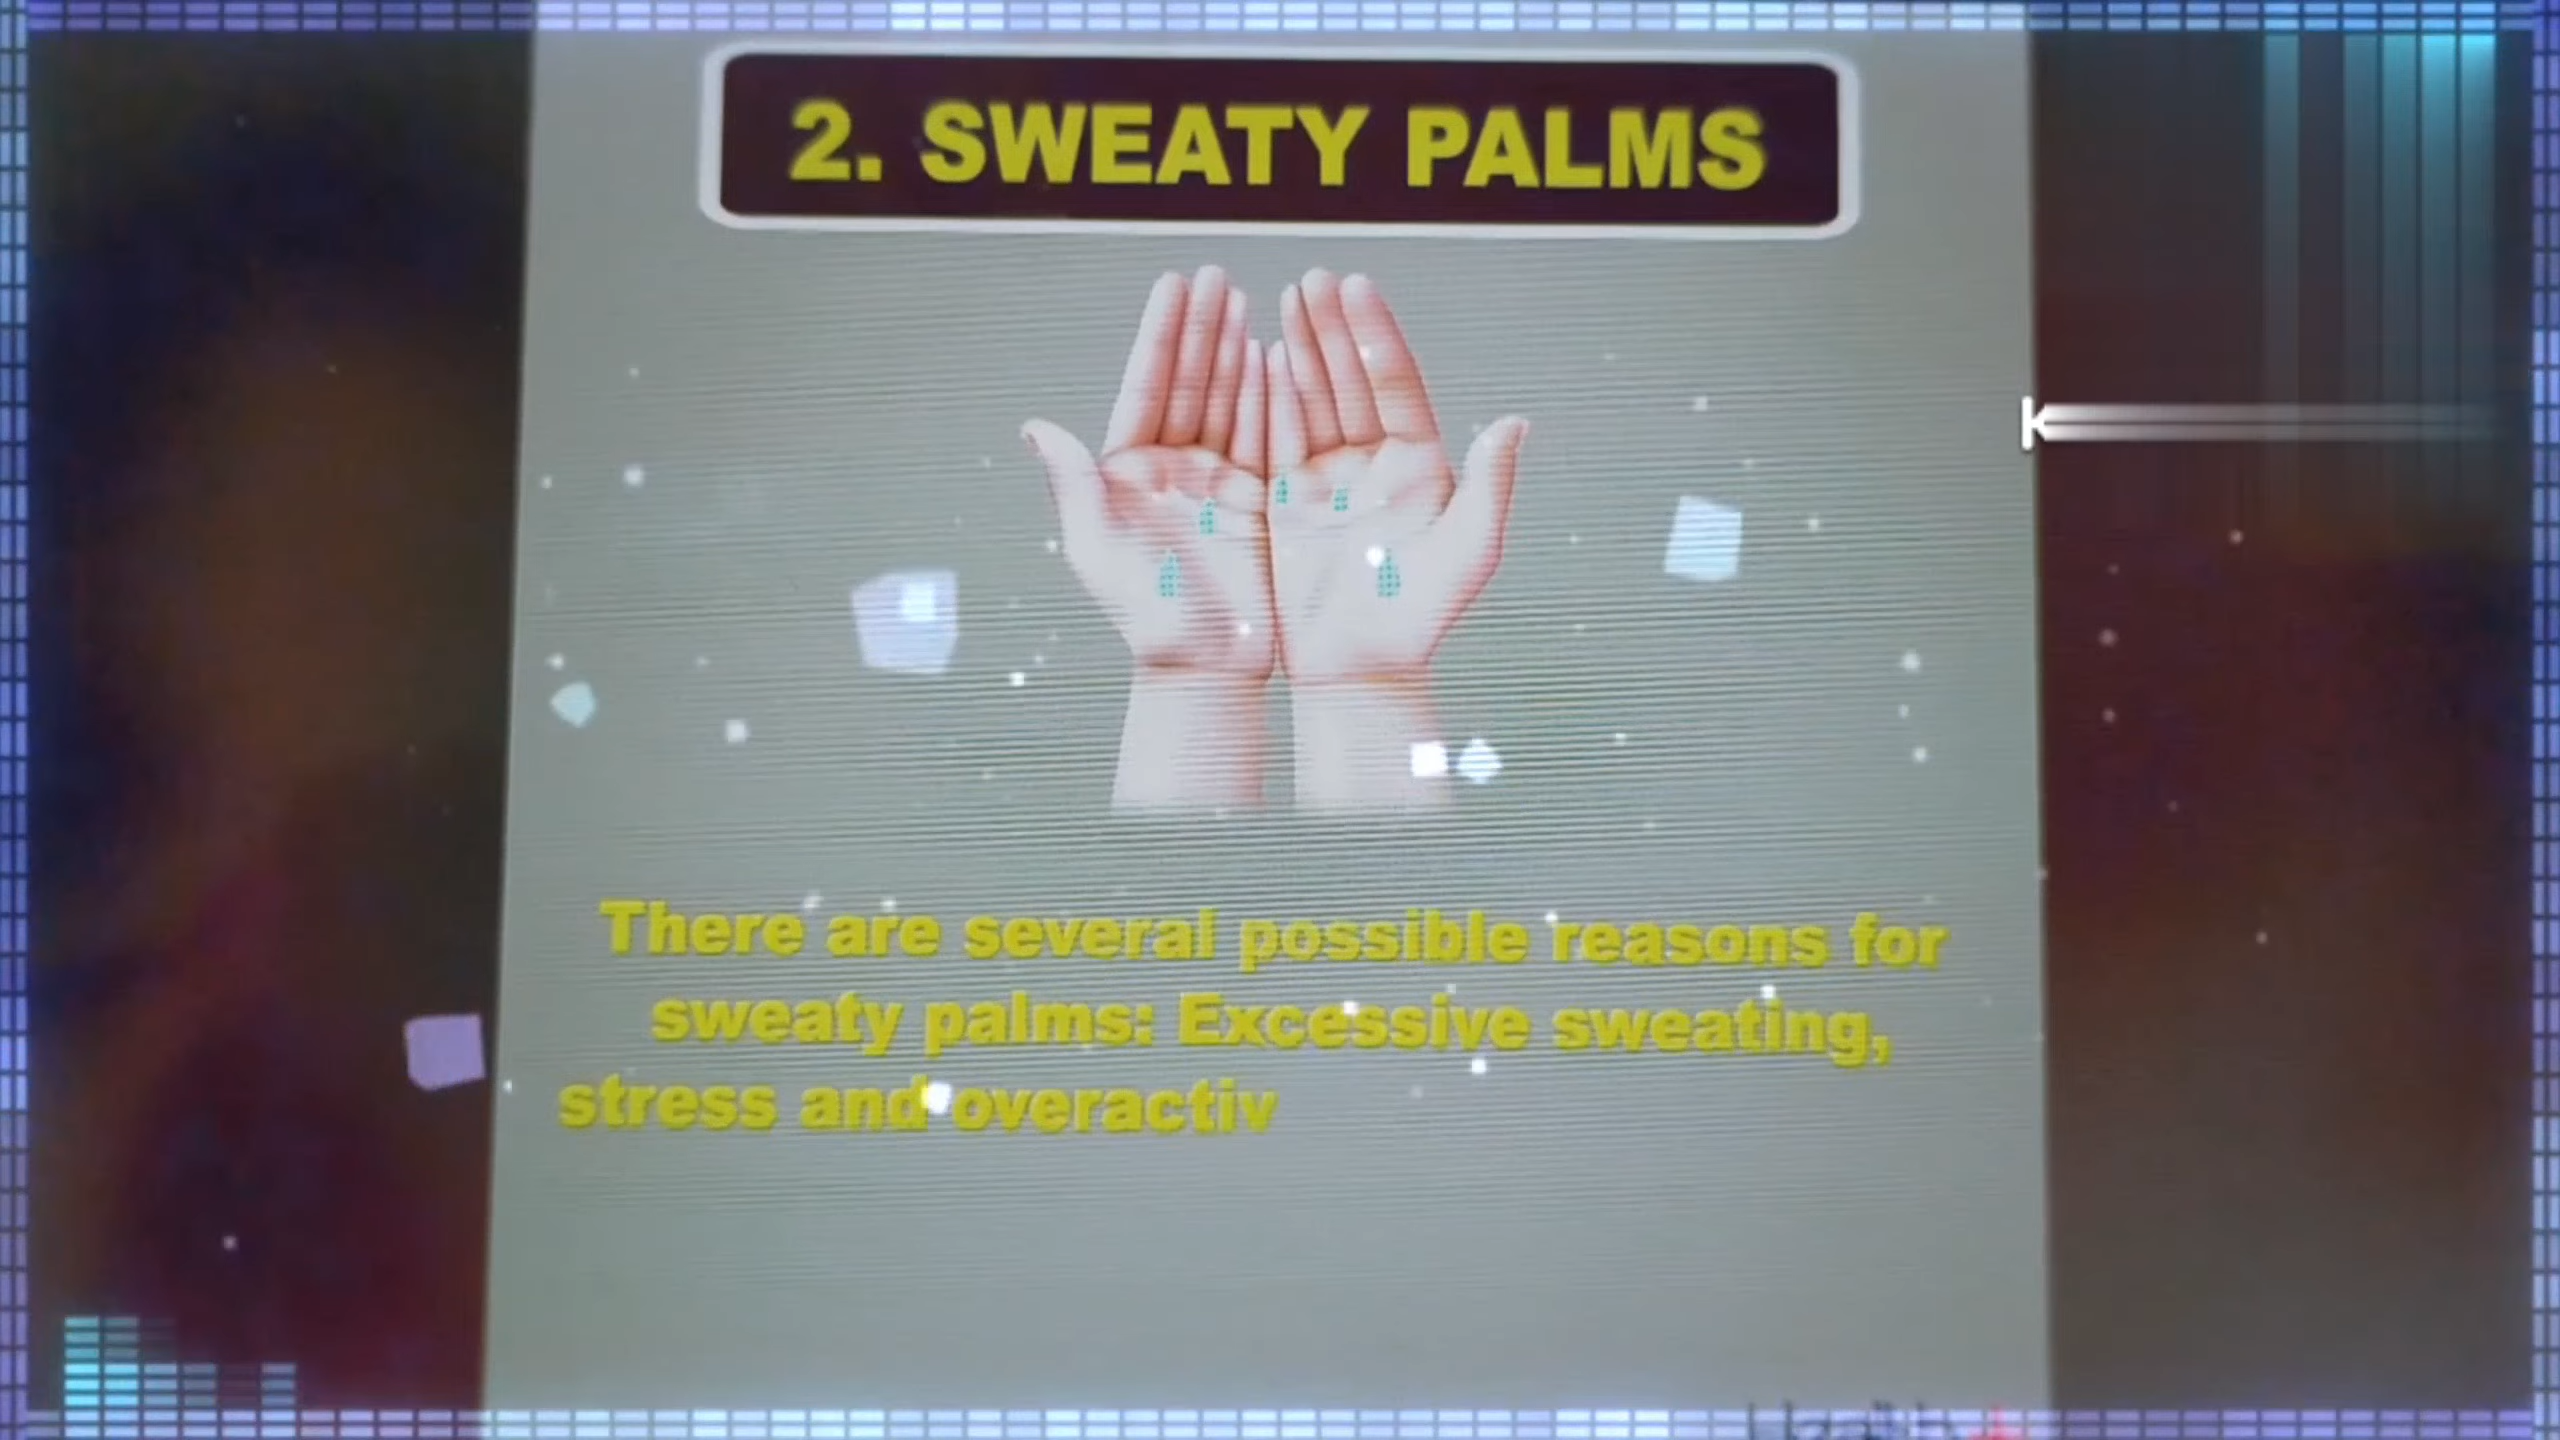 2. SWEATY PALMS
There are several possible reasons for
sweaty palms: Excessive sweating,
stress and overactiv